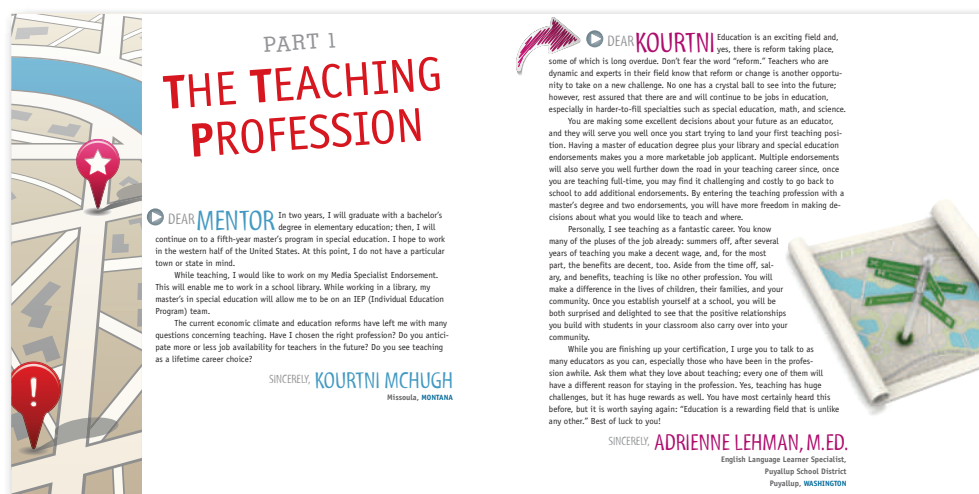 PART 1
THE TEACHING
PROFESSION
DEAR MENTOR In two years, I will graduate with a bachelor's
degree in elementary education; then, I will
continue on to a fifth-year master's program in special education. I hope to work
in the western half of the United States. At this point, I do not have a particular
town or state in mind.
While teaching, I would like to work on my Media Specialist Endorsement.
This will enable me to work in a school library. While working in a library, my
master's in special education will allow me to be on an IEP (Individual Education
Program) team.
The current economic climate and education reforms have left me with many
questions concerning teaching. Have I chosen the right profession? Do you antici-
pate more or less job availability for teachers in the future? Do you see teaching
as a lifetime career choice?
SINCERELY, KOURTNI MCHUGH
Missoula, MONTANA
DEAR KOURTNI Education is an exciting field and,
yes, there is reform taking place,
some of which is long overdue. Don't fear the word “reform.” Teachers who are
dynamic and experts in their field know that reform or change is another opportu-
nity to take on a new challenge. No one has a crystal ball to see into the future;
however, rest assured that there are and will continue to be jobs in education,
especially in harder-to-fill specialties such as special education, math, and science.
You are making some excellent decisions about your future as an educator,
and they will serve you well once you start trying to land your first teaching posi-
tion. Having a master of education degree plus your library and special education
endorsements makes you a more marketable job applicant. Multiple endorsements
will also serve you well further down the road in your teaching career since, once
you are teaching full-time, you may find it challenging and costly to go back to
school to add additional endorsements. By entering the teaching profession with a
master's degree and two endorsements, you will have more freedom in making de-
cisions about what you would like to teach and where.
Personally, I see teaching as a fantastic career. You know
many of the pluses of the job already: summers off, after several
years of teaching you make a decent wage, and, for the most
part, the benefits are decent, too. Aside from the time off, sal-
ary, and benefits, teaching is like no other profession. You will
make a difference in the lives of children, their families, and your
community. Once you establish yourself at a school, you will be
both surprised and delighted to see that the positive relationships
you build with students in your classroom also carry over into your
community.
While you are finishing up your certification, I urge you to talk to as
many educators as you can, especially those who have been in the profes-
sion awhile. Ask them what they love about teaching; every one of them will
have a different reason for staying in the profession. Yes, teaching has huge
challenges, but it has huge rewards as well. You have most certainly heard this
before, but it is worth saying again: “Education is a rewarding field that is unlike
any other.” Best of luck to you!
SINCERELY, ADRIENNE LEHMAN, M.ED.
English Language Learner Specialist,
Puyallup School District
Puyallup, WASHINGTON